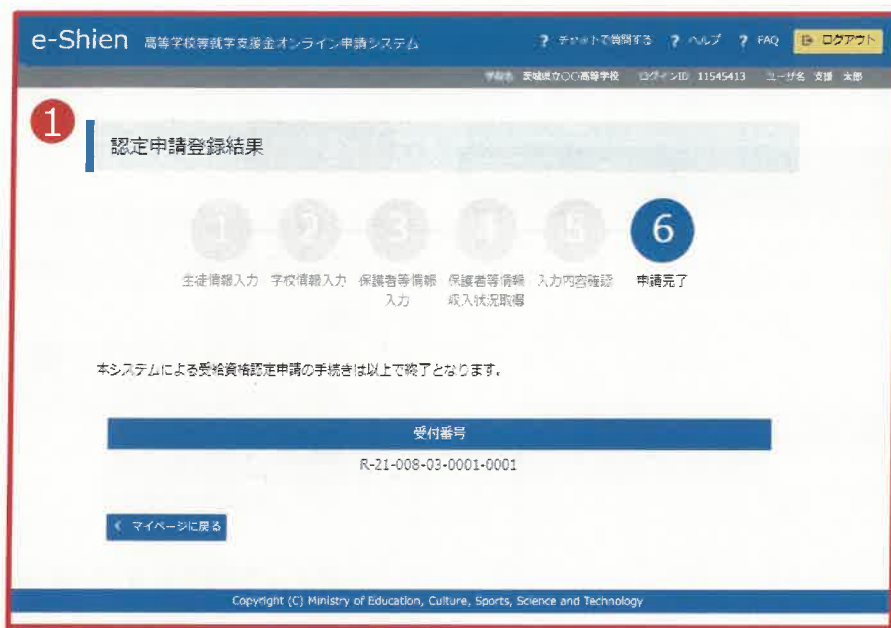 e-Shien 高等学校等就学支援金オンライン申請システム ? チャットで質問する ? ヘルプ ? FAQ ログアウト
学校名 茨城県立〇〇高等学校 ログインID 11545413 ユーザ名 支援 太郎
1
認定申請登録結果
1 2 3 4 5 6
生徒情報入力 学校情報入力 保護者等情報 保護者等情報 入力内容確認 申請完了
入力 収入状況取得
本システムによる受給資格認定申請の手続きは以上で終了となります。
受付番号
R-21-008-03-0001-0001
マイページに戻る
Copyright (C) Ministry of Education, Culture, Sports, Science and Technology